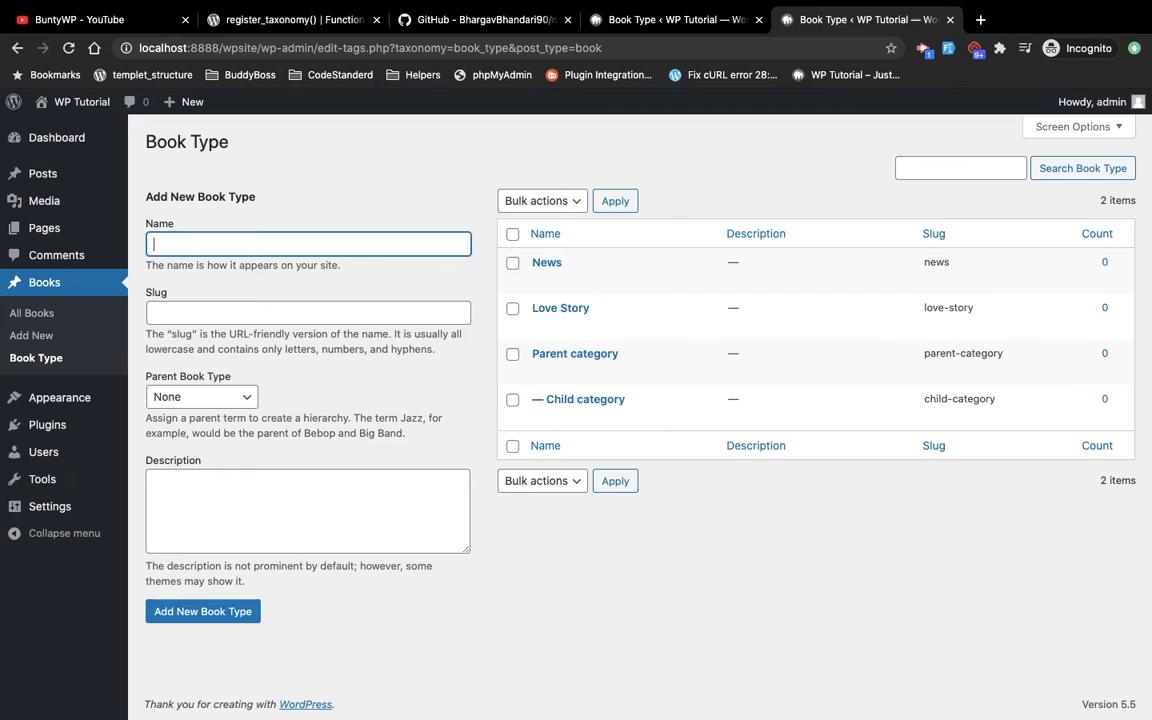 BuntyWP - YouTube
register_taxonomy() | Function
GitHub - BhargavBhandari90/
Book Type ‹ WP Tutorial — Wo
Book Type ‹ WP Tutorial — Wo
localhost:8888/wpsite/wp-admin/edit-tags.php?taxonomy=book_type&post_type=book
1
9+
Incognito
Bookmarks
templet_structure
BuddyBoss
CodeStanderd
Helpers
phpMyAdmin
Plugin Integration...
Fix cURL error 28:...
WP Tutorial – Just...
WP Tutorial
0
New
Howdy, admin
Dashboard
Posts
Media
Pages
Comments
Books
All Books
Add New
Book Type
Appearance
Plugins
Users
Tools
Settings
Collapse menu
Screen Options
Book Type
Search Book Type
Add New Book Type
Name
The name is how it appears on your site.
Slug
The “slug” is the URL-friendly version of the name. It is usually all
lowercase and contains only letters, numbers, and hyphens.
Parent Book Type
None
Assign a parent term to create a hierarchy. The term Jazz, for
example, would be the parent of Bebop and Big Band.
Description
The description is not prominent by default; however, some
themes may show it.
Add New Book Type
Bulk actions
Apply
2 items
Name Description Slug Count
News — news 0
Love Story — love-story 0
Parent category — parent-category 0
— Child category — child-category 0
Name Description Slug Count
Bulk actions
Apply
2 items
Thank you for creating with WordPress.
Version 5.5